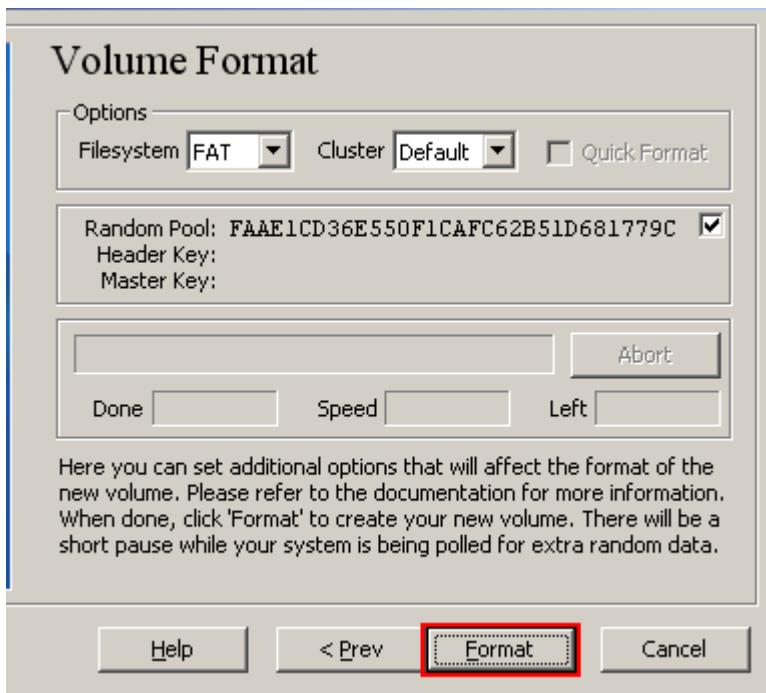 Volume Format
Options
Filesystem FAT Cluster Default Quick Format
Random Pool: FAAE1CD36E550F1CAFC62B51D681779C
Header Key:
Master Key:
Abort
Done Speed Left
Here you can set additional options that will affect the format of the
new volume. Please refer to the documentation for more information.
When done, click 'Format' to create your new volume. There will be a
short pause while your system is being polled for extra random data.
Help < Prev Format Cancel